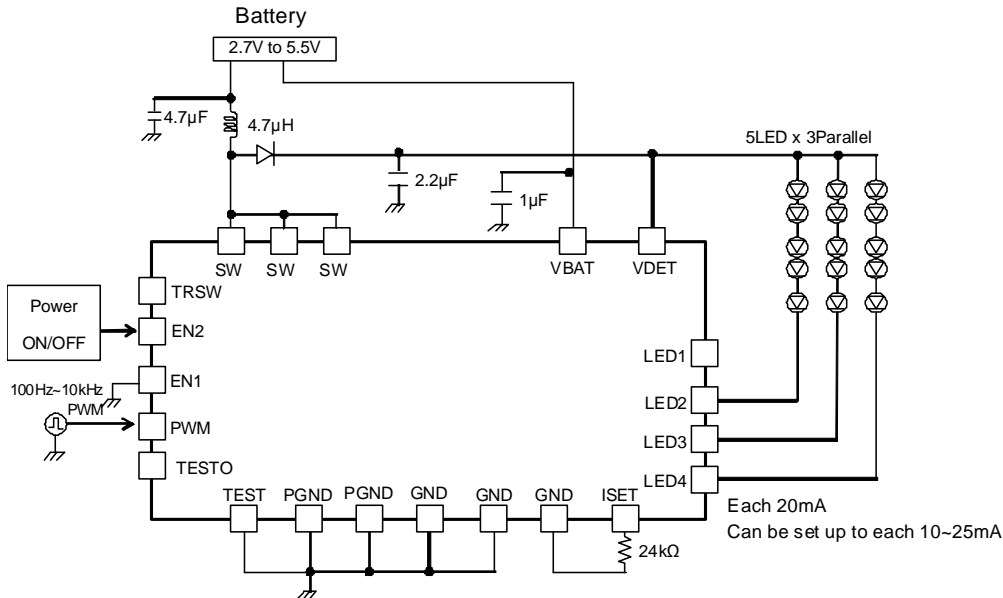 Battery
2.7V to 5.5V
4.7µF
4.7µH
5LED x 3Parallel
2.2µF
1µF
SW
SW
SW
VBAT
VDET
TRSW
Power
ON/OFF
EN2
LED1
EN1
100Hz~10kHz
PWM
LED2
PWM
LED3
TESTO
LED4
TEST
PGND
PGND
GND
GND
GND
ISET
Each 20mA
Can be set up to each 10~25mA
24kΩ